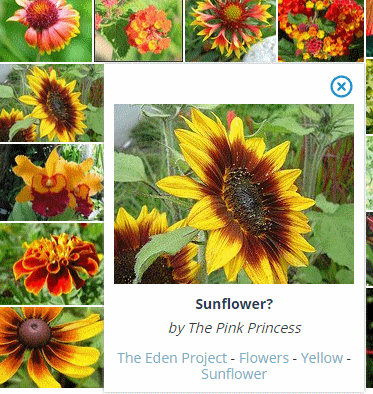 Sunflower?
by The Pink Princess
The Eden Project - Flowers - Yellow -
Sunflower